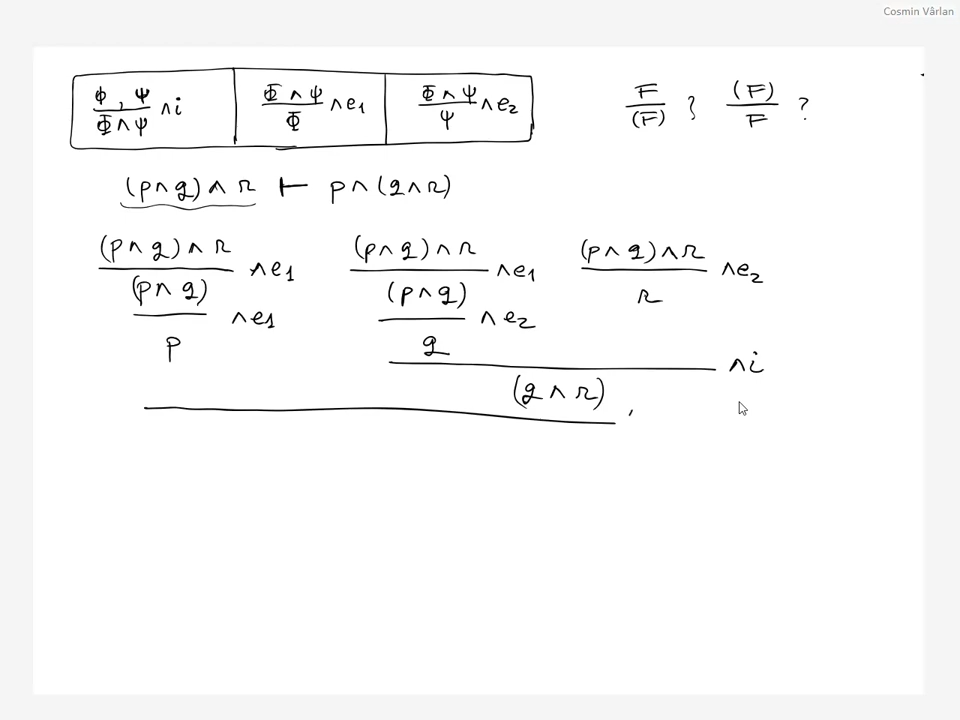 Cosmin Vârlan
Φ , Ψ
Φ ∧ Ψ
∧i
Φ ∧ Ψ
Φ
∧e₁
Φ ∧ Ψ
Ψ
∧e₂
F
(F)
}
(F)
F
?
(p ∧ q) ∧ r ⊢ p ∧ (q ∧ r)
(p ∧ q) ∧ r
∧e₁
(p ∧ q)
∧e₁
p
(p ∧ q) ∧ r
∧e₁
(p ∧ q)
∧e₂
q
(p ∧ q) ∧ r
∧e₂
r
∧i
(q ∧ r)